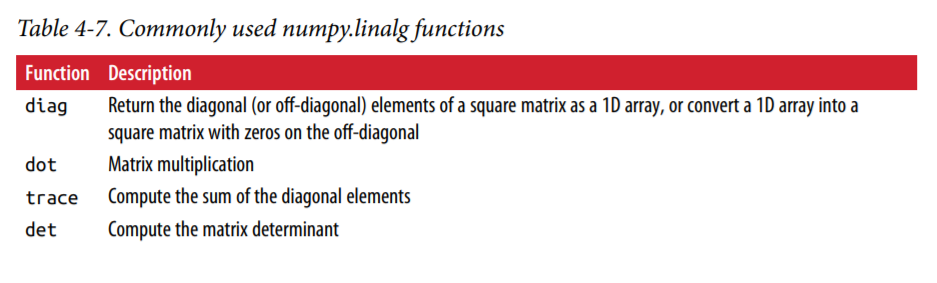 Table 4-7. Commonly used numpy.linalg functions
Function Description
diag Return the diagonal (or off-diagonal) elements of a square matrix as a 1D array, or convert a 1D array into a
square matrix with zeros on the off-diagonal
dot Matrix multiplication
trace Compute the sum of the diagonal elements
det Compute the matrix determinant